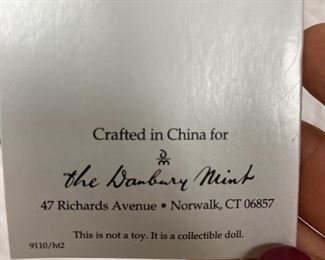 Crafted in China for
DM
the Danbury Mint
47 Richards Avenue • Norwalk, CT 06857
This is not a toy. It is a collectible doll.
9110/ht2